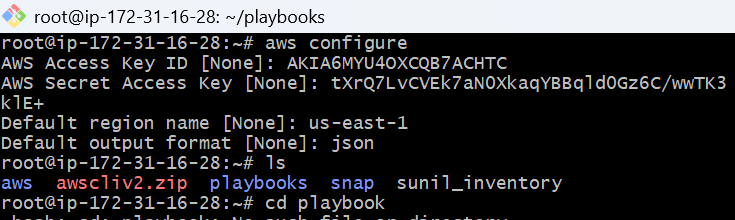 root@ip-172-31-16-28: ~/playbooks
root@ip-172-31-16-28:~# aws configure
AWS Access Key ID [None]: AKIA6MYU4OXCQB7ACHTC
AWS Secret Access Key [None]: tXrQ7LvCVEk7aN0XkaqYBBqld0Gz6C/wwTK3
klE+
Default region name [None]: us-east-1
Default output format [None]: json
root@ip-172-31-16-28:~# ls
aws awscliv2.zip playbooks snap sunil_inventory
root@ip-172-31-16-28:~# cd playbook